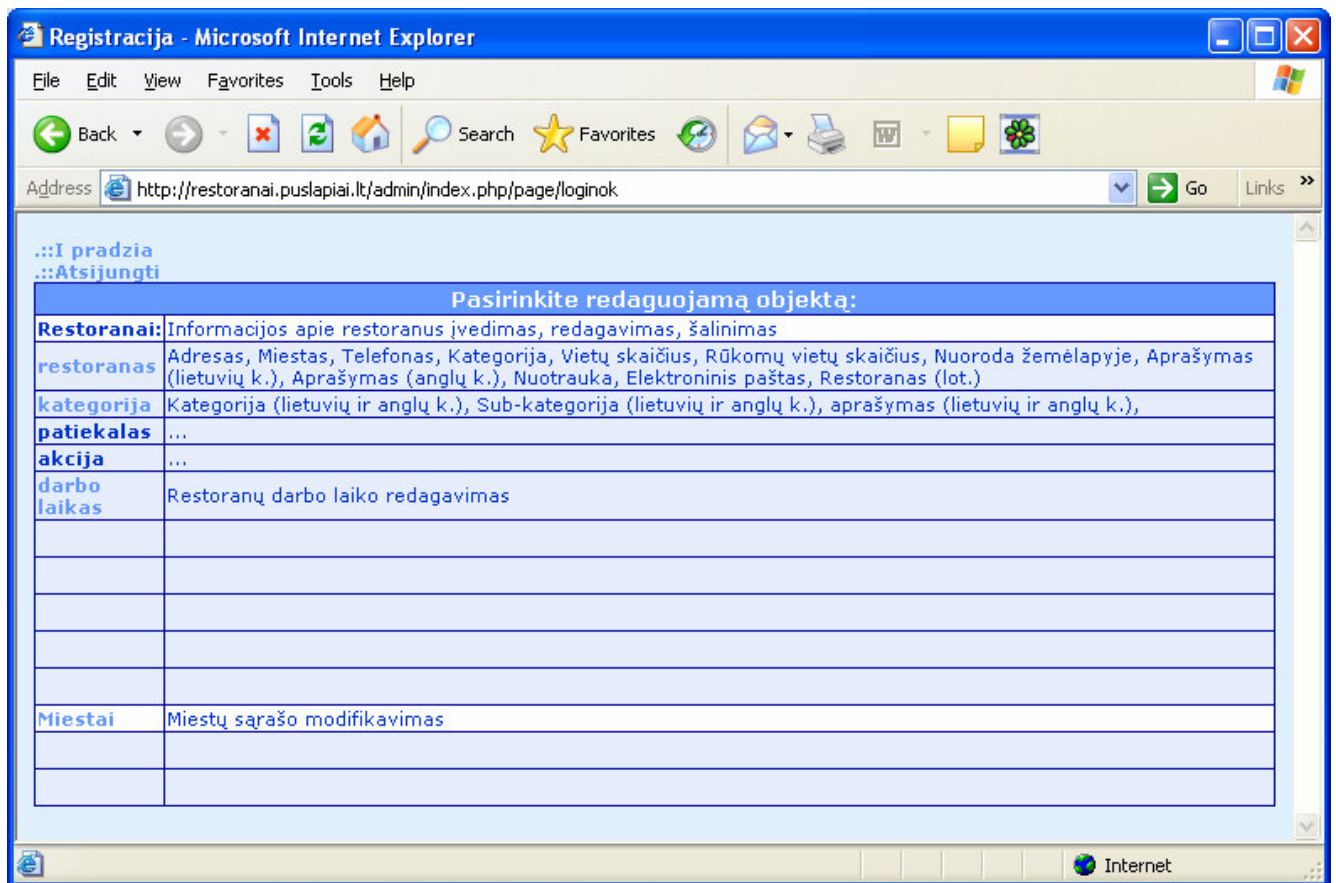 Registracija - Microsoft Internet Explorer
File Edit View Favorites Tools Help
Back Search Favorites
Address http://restoranai.puslapiai.lt/admin/index.php/page/loginok Go Links »
.::I pradzia
.::Atsijungti
Pasirinkite redaguojamą objektą:
Restoranai: Informacijos apie restoranus įvedimas, redagavimas, šalinimas
restoranas Adresas, Miestas, Telefonas, Kategorija, Vietų skaičius, Rūkomų vietų skaičius, Nuoroda žemėlapyje, Aprašymas
(lietuvių k.), Aprašymas (anglų k.), Nuotrauka, Elektroninis paštas, Restoranas (lot.)
kategorija Kategorija (lietuvių ir anglų k.), Sub-kategorija (lietuvių ir anglų k.), aprašymas (lietuvių ir anglų k.),
patiekalas ...
akcija ...
darbo
laikas Restoranų darbo laiko redagavimas
Miestai Miestų sąrašo modifikavimas
Internet